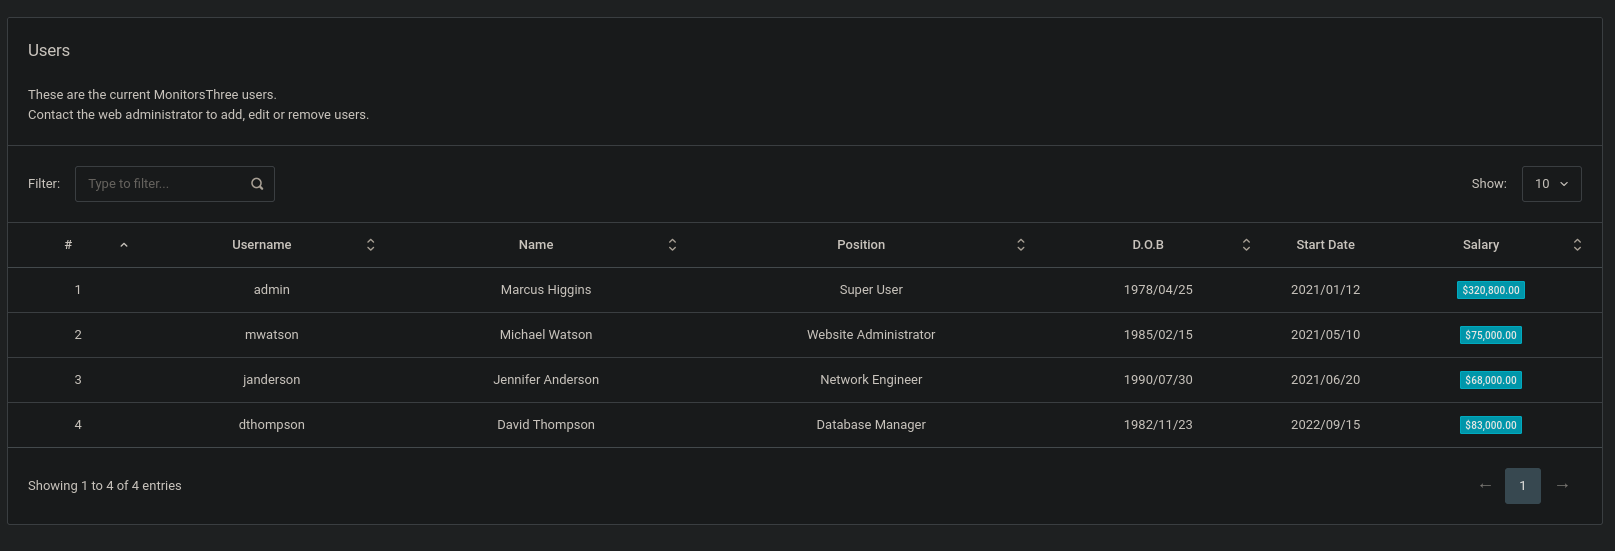 Users
These are the current MonitorsThree users.
Contact the web administrator to add, edit or remove users.
Filter: Type to filter... Show: 10
# Username Name Position D.O.B Start Date Salary
1 admin Marcus Higgins Super User 1978/04/25 2021/01/12 $320,800.00
2 mwatson Michael Watson Website Administrator 1985/02/15 2021/05/10 $75,000.00
3 janderson Jennifer Anderson Network Engineer 1990/07/30 2021/06/20 $68,000.00
4 dthompson David Thompson Database Manager 1982/11/23 2022/09/15 $83,000.00
Showing 1 to 4 of 4 entries ← 1 →